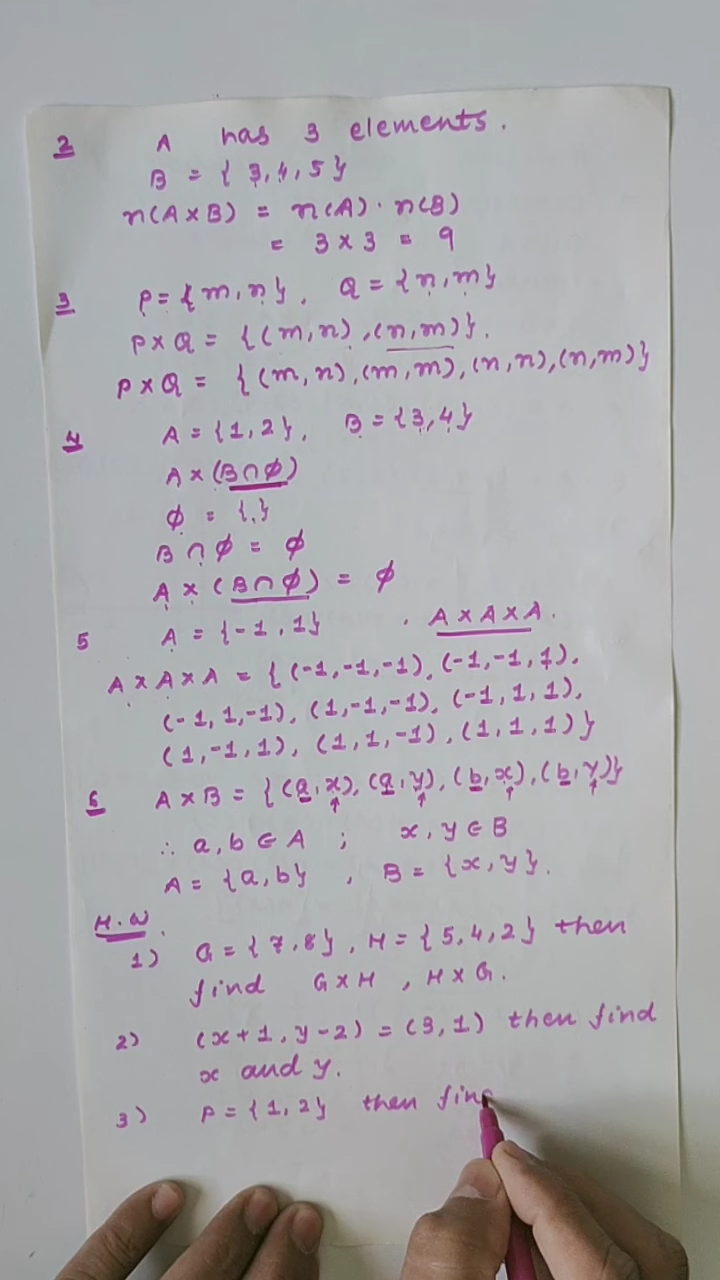 2 A has 3 elements.
B = { 3, 4, 5 }
n(A × B) = n(A) · n(B)
= 3 × 3 = 9
3 P = { m, n }, Q = { n, m }
P × Q = { (m, n), (n, m) }.
P × Q = { (m, n), (m, m), (n, n), (n, m) }
4 A = { 1, 2 }, B = { 3, 4 }
A × (B ∩ ϕ)
ϕ = { . }
B ∩ ϕ = ϕ
A × (B ∩ ϕ) = ϕ
5 A = { -1, 1 } , A × A × A.
A × A × A = { (-1, -1, -1), (-1, -1, 1),
(-1, 1, -1), (1, -1, -1), (-1, 1, 1),
(1, -1, 1), (1, 1, -1), (1, 1, 1) }
6 A × B = { (a, x), (a, y), (b, x), (b, y) }
∴ a, b ∈ A ; x, y ∈ B
A = { a, b } , B = { x, y }.
H.W.
1) G = { 7, 8 }, H = { 5, 4, 2 } then
find G × H , H × G.
2) (x + 1, y - 2) = (3, 1) then find
x and y.
3) P = { 1, 2 } then